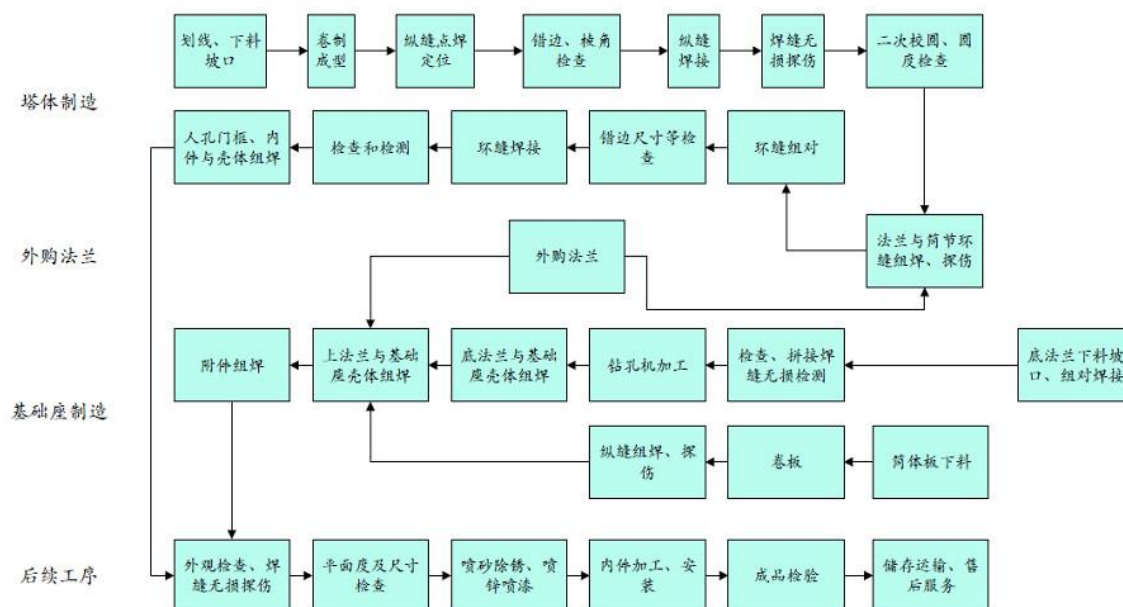 划线、下料
坡口
卷制
成型
纵缝点焊
定位
错边、棱角
检查
纵缝
焊接
焊缝无
损探伤
二次校圆、圆
度检查
塔体制造
人孔门框、内
件与壳体组焊
检查和检测
环缝焊接
错边尺寸等检
查
环缝组对
外购法兰
外购法兰
法兰与筒节环
缝组焊、探伤
基础座制造
附件组焊
上法兰与基础
座壳体组焊
底法兰与基础
座壳体组焊
钻孔机加工
检查、拼接焊
缝无损检测
底法兰下料坡
口、组对焊接
纵缝组焊、探
伤
卷板
筒体板下料
后续工序
外观检查、焊
缝无损探伤
平面度及尺寸
检查
喷砂除锈、喷
锌喷漆
内件加工、安
装
成品检验
储存运输、售
后服务